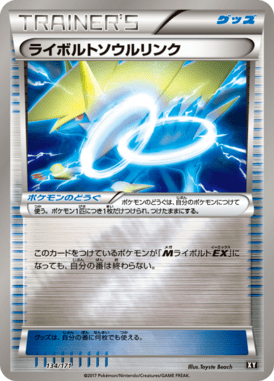 TRAINER'S
グッズ
ライボルトソウルリンク
ポケモンのどうぐ
ポケモンのどうぐは、自分のポケモンにつけて
使う。ポケモン1匹につき1枚だけつけられ、つけたままにする。
このカードをつけているポケモンが「MライボルトEX」に
なっても、自分の番は終わらない。
グッズは、自分の番に何枚でも使える。
134/171
Illus. Toyste Beach
XY
©2017 Pokémon/Nintendo/Creatures/GAME FREAK.